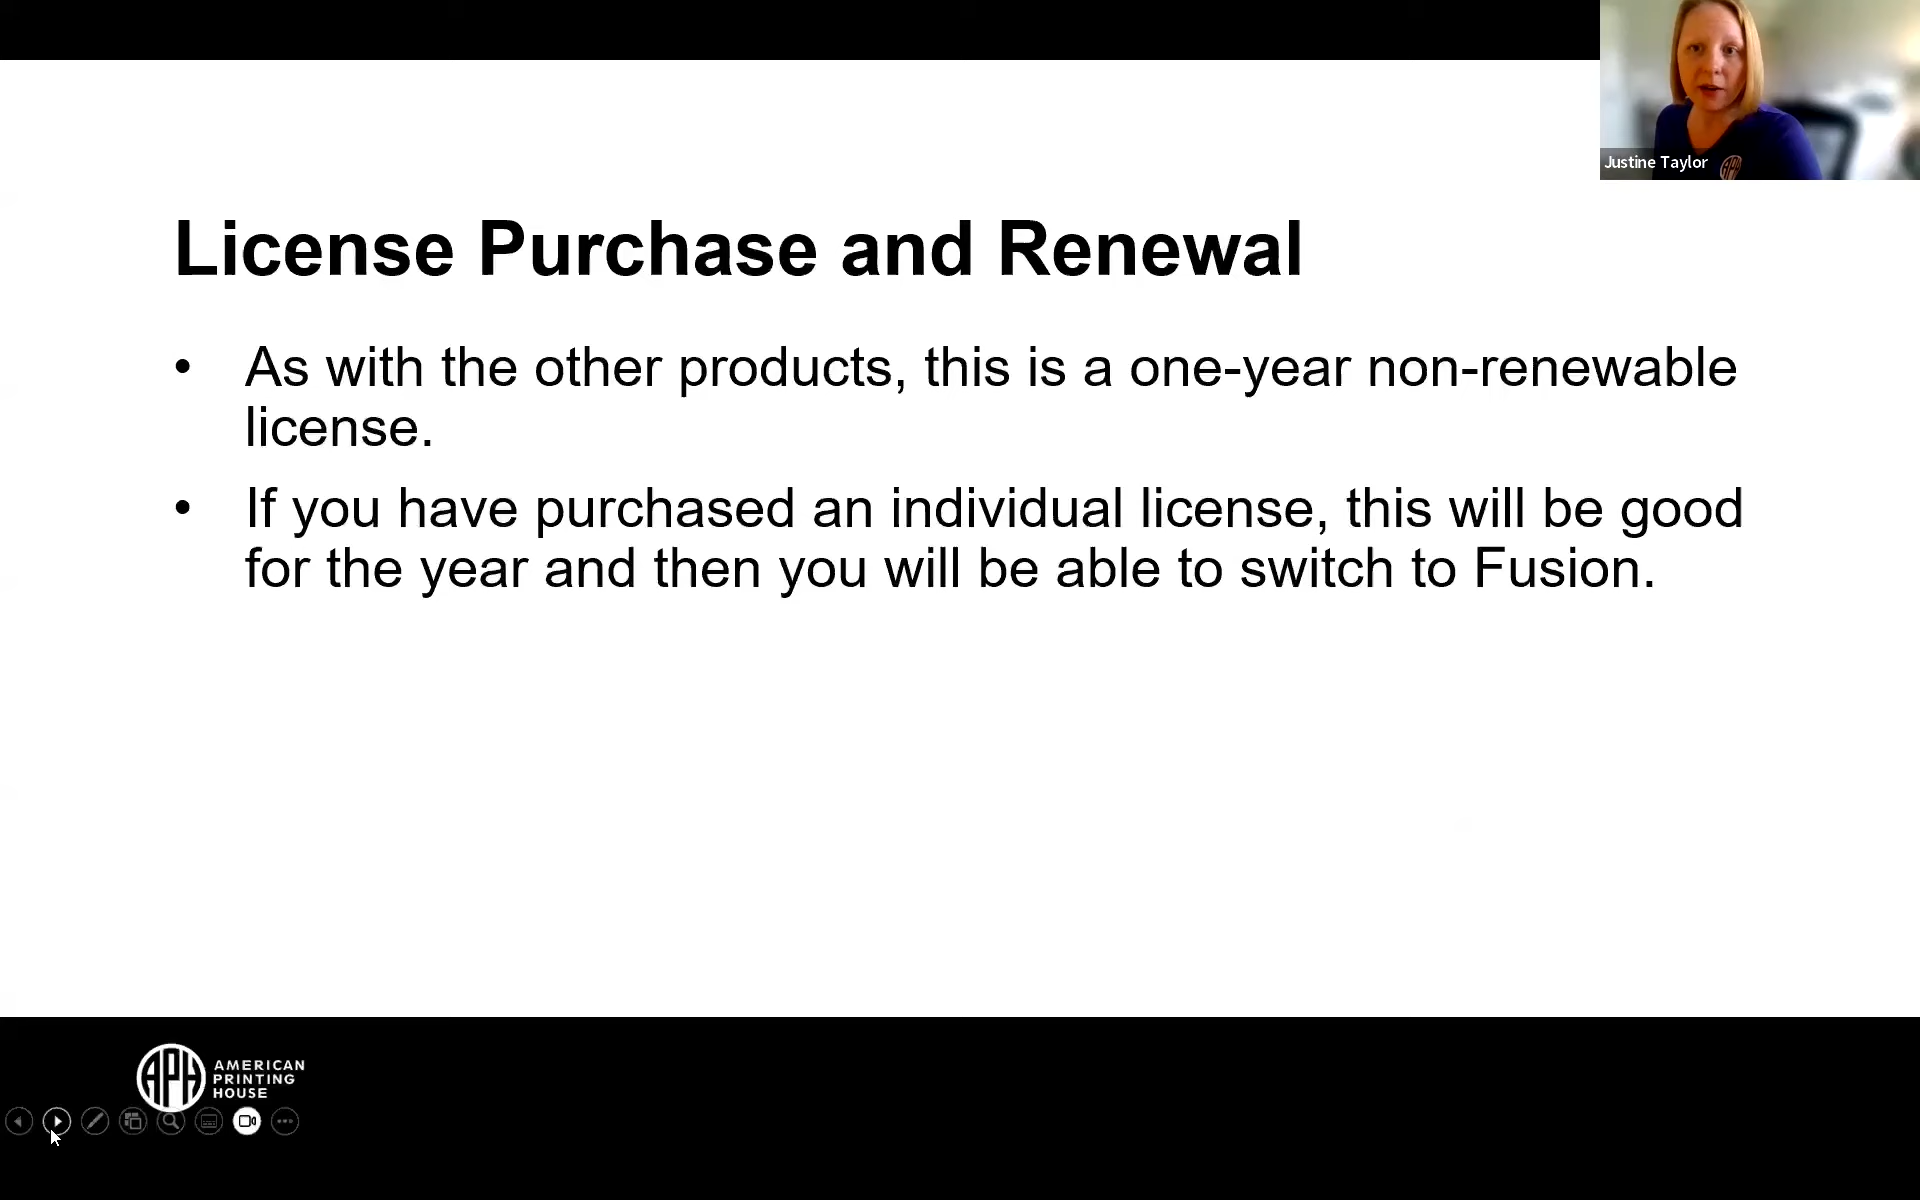 Justine Taylor
APH
License Purchase and Renewal
• As with the other products, this is a one-year non-renewable
license.
• If you have purchased an individual license, this will be good
for the year and then you will be able to switch to Fusion.
APH
AMERICAN
PRINTING
HOUSE